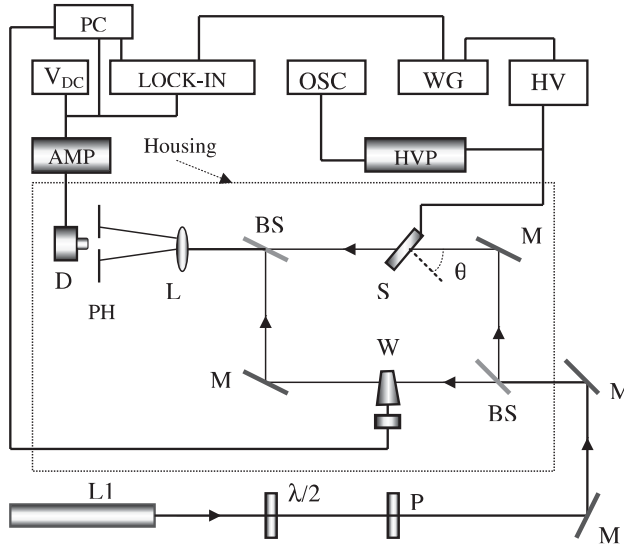 PC
V_DC
LOCK-IN
OSC
WG
HV
AMP
Housing
HVP
BS
M
D
PH
L
S
θ
W
M
BS
M
L1
λ/2
P
M